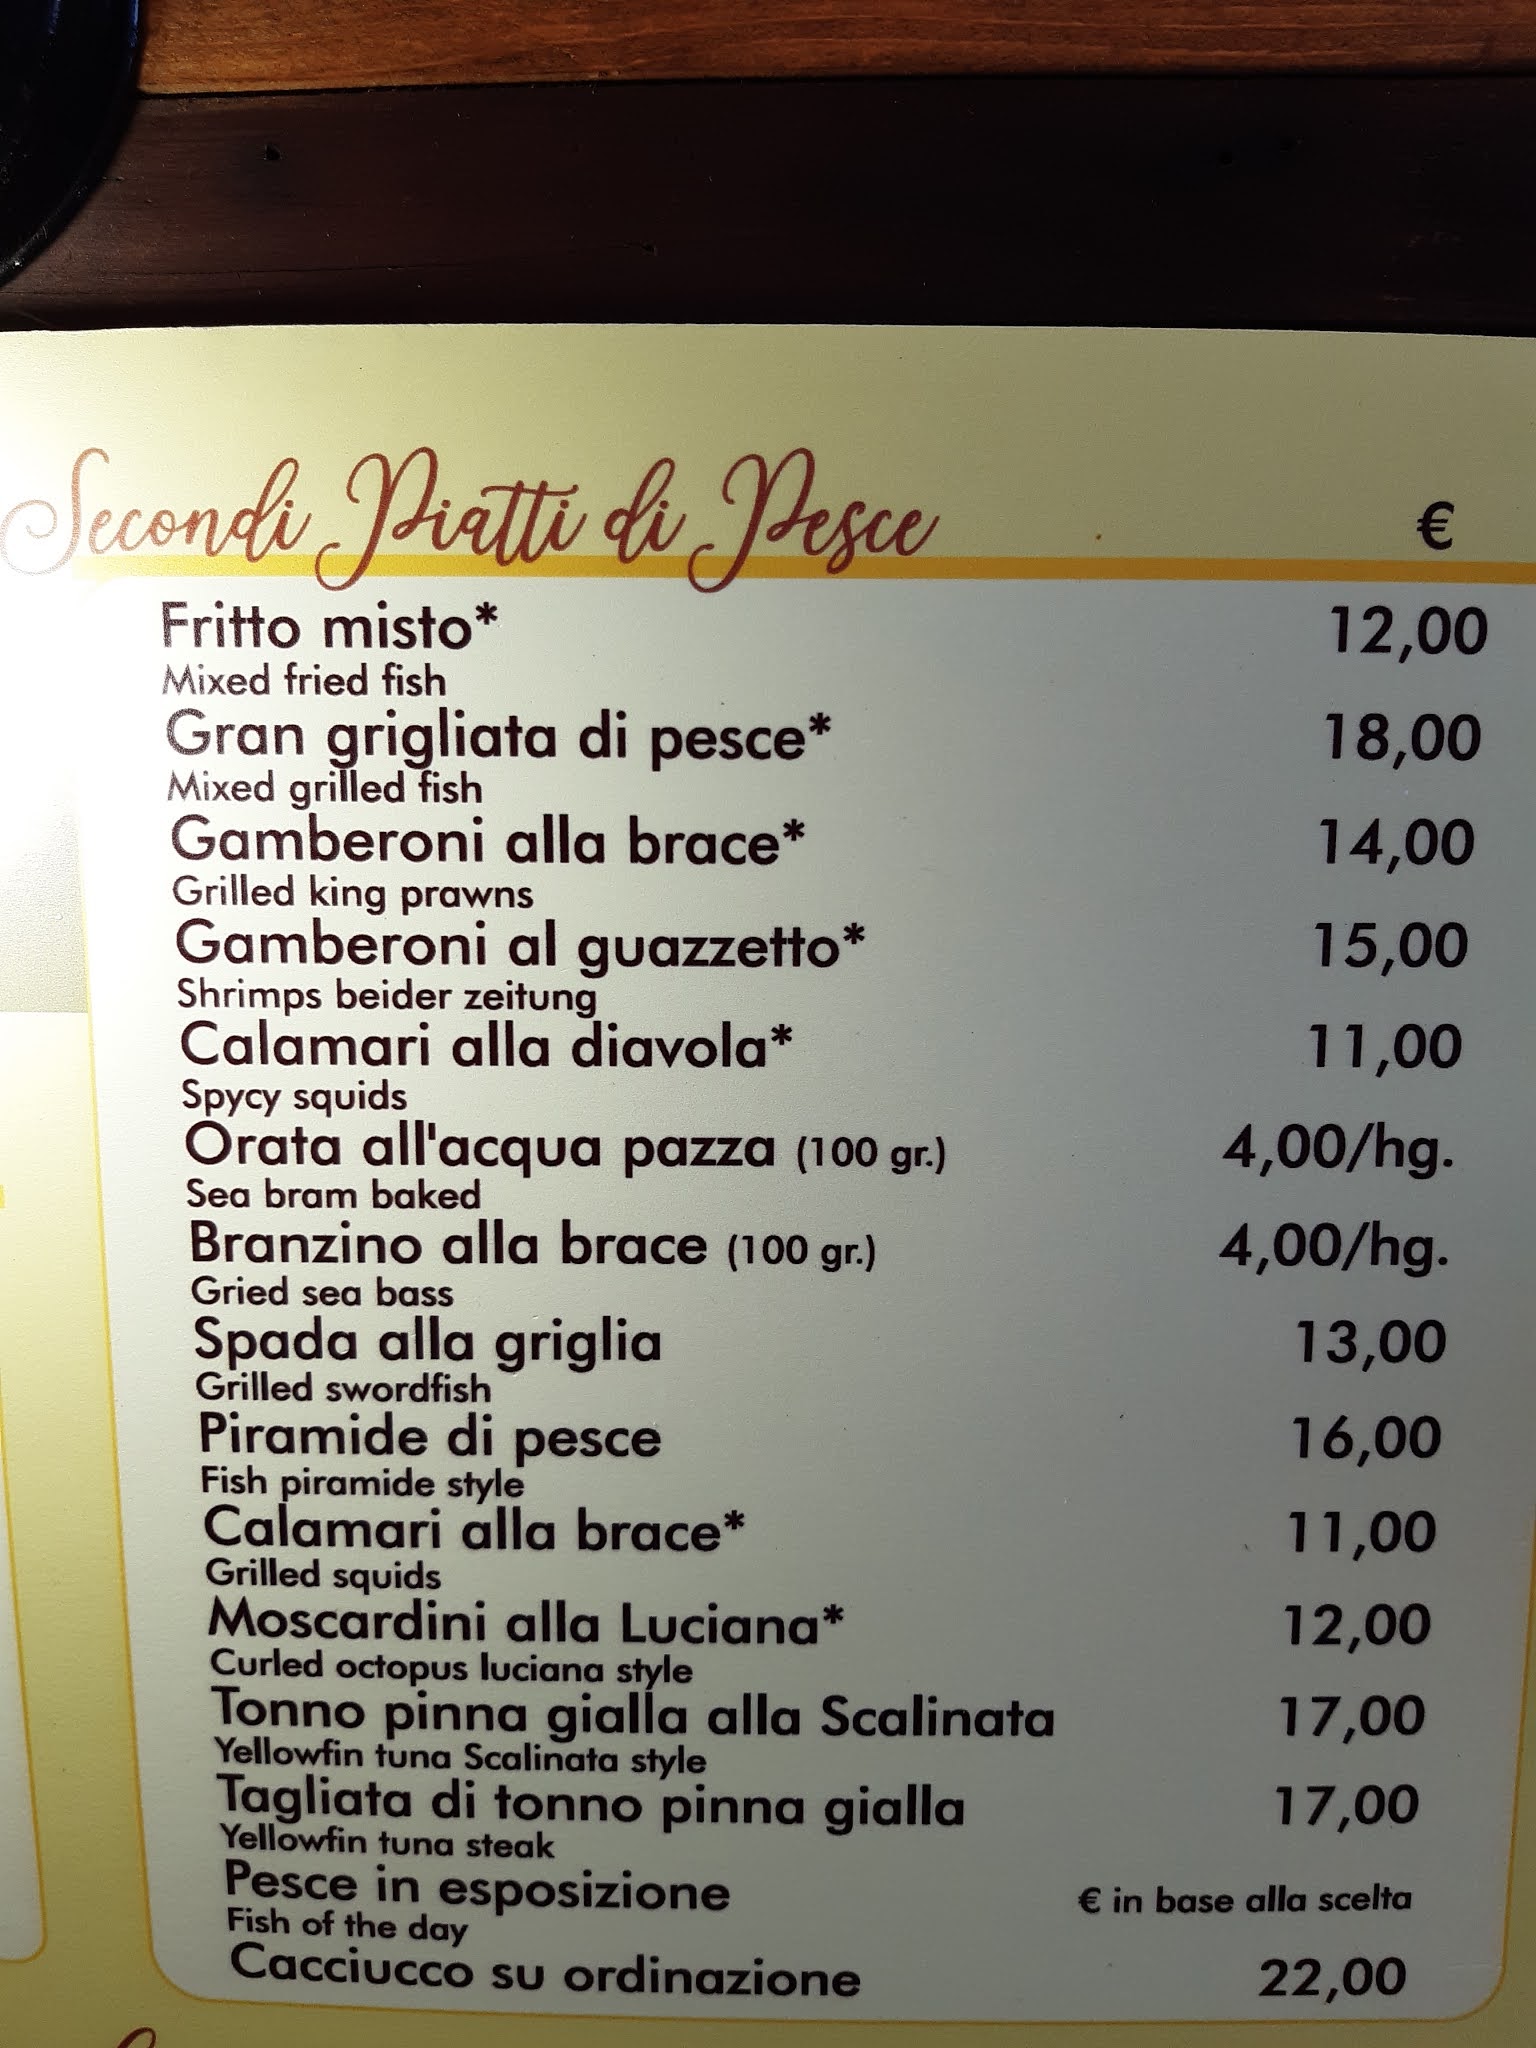 Secondi Piatti di Pesce €
Fritto misto* 12,00
Mixed fried fish
Gran grigliata di pesce* 18,00
Mixed grilled fish
Gamberoni alla brace* 14,00
Grilled king prawns
Gamberoni al guazzetto* 15,00
Shrimps beider zeitung
Calamari alla diavola* 11,00
Spycy squids
Orata all'acqua pazza (100 gr.) 4,00/hg.
Sea bram baked
Branzino alla brace (100 gr.) 4,00/hg.
Gried sea bass
Spada alla griglia 13,00
Grilled swordfish
Piramide di pesce 16,00
Fish piramide style
Calamari alla brace* 11,00
Grilled squids
Moscardini alla Luciana* 12,00
Curled octopus luciana style
Tonno pinna gialla alla Scalinata 17,00
Yellowfin tuna Scalinata style
Tagliata di tonno pinna gialla 17,00
Yellowfin tuna steak
Pesce in esposizione € in base alla scelta
Fish of the day
Cacciucco su ordinazione 22,00